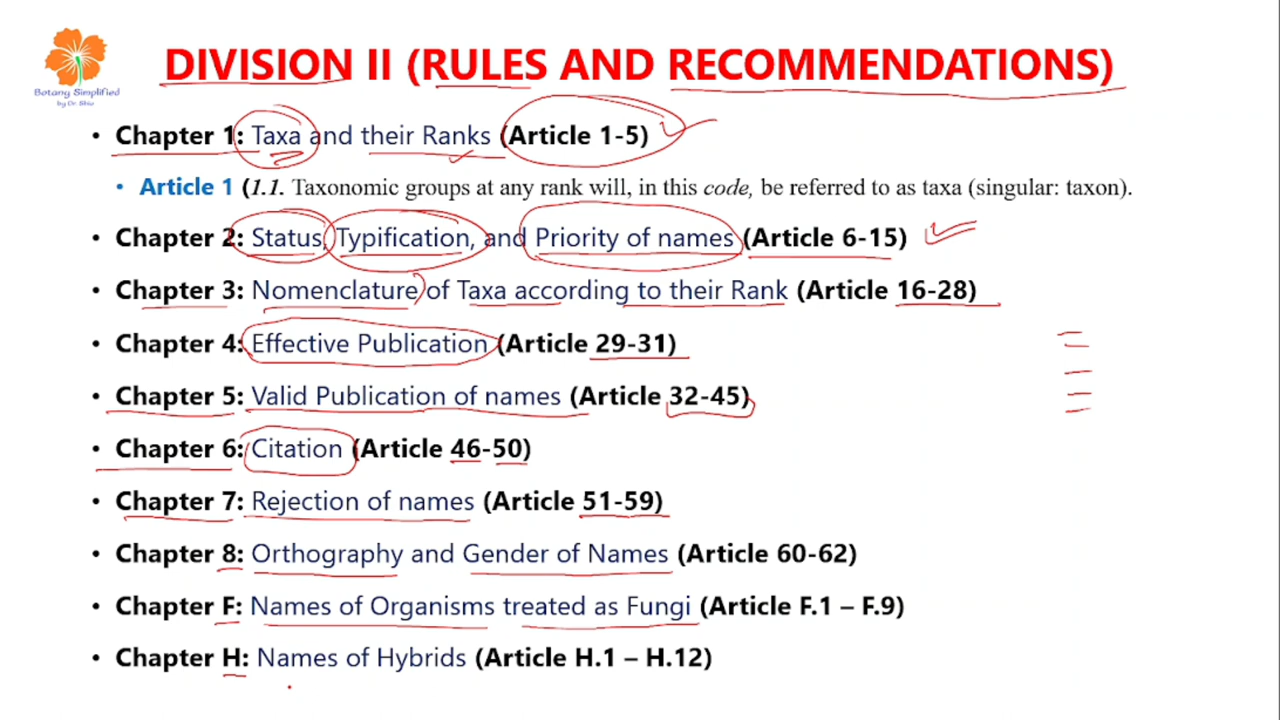 DIVISION II (RULES AND RECOMMENDATIONS)
Botany Simplified
by Dr. Shiv
• Chapter 1: Taxa and their Ranks (Article 1-5)
• Article 1 (1.1. Taxonomic groups at any rank will, in this code, be referred to as taxa (singular: taxon).
• Chapter 2: Status, Typification, and Priority of names (Article 6-15)
• Chapter 3: Nomenclature of Taxa according to their Rank (Article 16-28)
• Chapter 4: Effective Publication (Article 29-31)
• Chapter 5: Valid Publication of names (Article 32-45)
• Chapter 6: Citation (Article 46-50)
• Chapter 7: Rejection of names (Article 51-59)
• Chapter 8: Orthography and Gender of Names (Article 60-62)
• Chapter F: Names of Organisms treated as Fungi (Article F.1 – F.9)
• Chapter H: Names of Hybrids (Article H.1 – H.12)